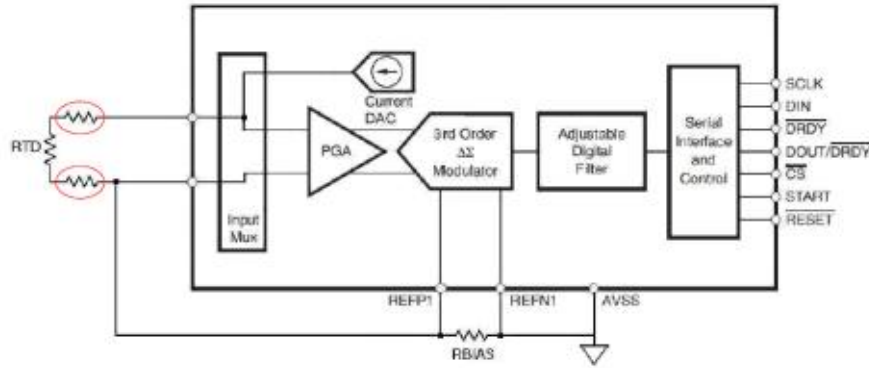 SCLK
Current
DAC
DIN
Serial
Interface
and
Control
DRDY
RTD
PGA
3rd Order
ΔΣ
Modulator
Adjustable
Digital
Filter
DOUT/DRDY
CS
START
Input
Mux
RESET
REFP1
REFN1
AVSS
RBIAS